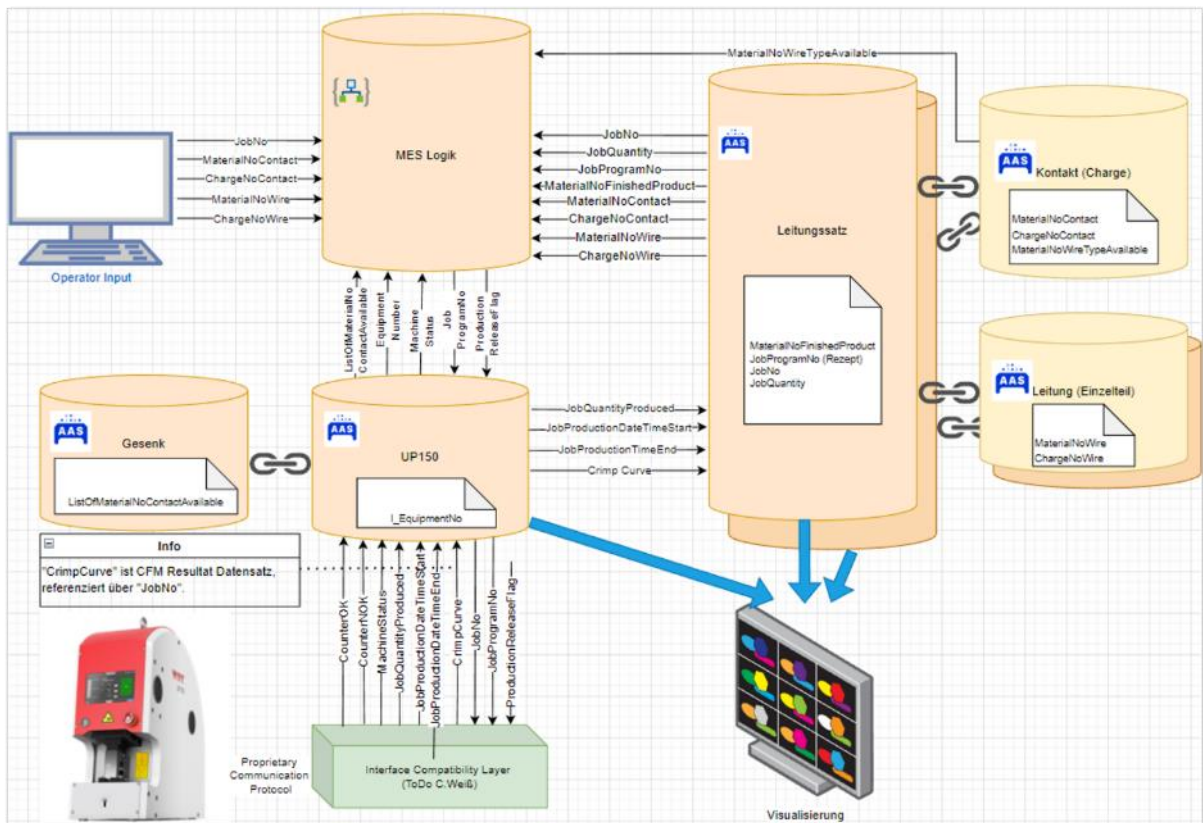 MaterialNoWireTypeAvailable
MES Logik
JobNo
MaterialNoContact
ChargeNoContact
MaterialNoWire
ChargeNoWire
Operator Input
JobNo
JobQuantity
JobProgramNo
MaterialNoFinishedProduct
MaterialNoContact
ChargeNoContact
MaterialNoWire
ChargeNoWire
AAS
Leitungssatz
MaterialNoFinishedProduct
JobProgramNo (Rezept)
JobNo
JobQuantity
AAS
Kontakt (Charge)
MaterialNoContact
ChargeNoContact
MaterialNoWireTypeAvailable
AAS
Leitung (Einzelteil)
MaterialNoWire
ChargeNoWire
ListOfMaterialNo
ContactAvailable
Equipment
Number
Machine
Status
Job
ProgramNo
Production
ReleaseFlag
AAS
Gesenk
ListOfMaterialNoContactAvailable
AAS
UP150
I_EquipmentNo
JobQuantityProduced
JobProductionDateTimeStart
JobProductionTimeEnd
Crimp Curve
Info
"CrimpCurve" ist CFM Resultat Datensatz,
referenziert über "JobNo".
CounterOK
CounterNOK
MachineStatus
JobQuantityProduced
JobProductionDateTimeStart
JobProductionDateTimeEnd
CrimpCurve
JobNo
JobProgramNo
ProductionReleaseFlag
Proprietary
Communication
Protocol
Interface Compatibility Layer
(ToDo C.Weiß)
Visualisierung